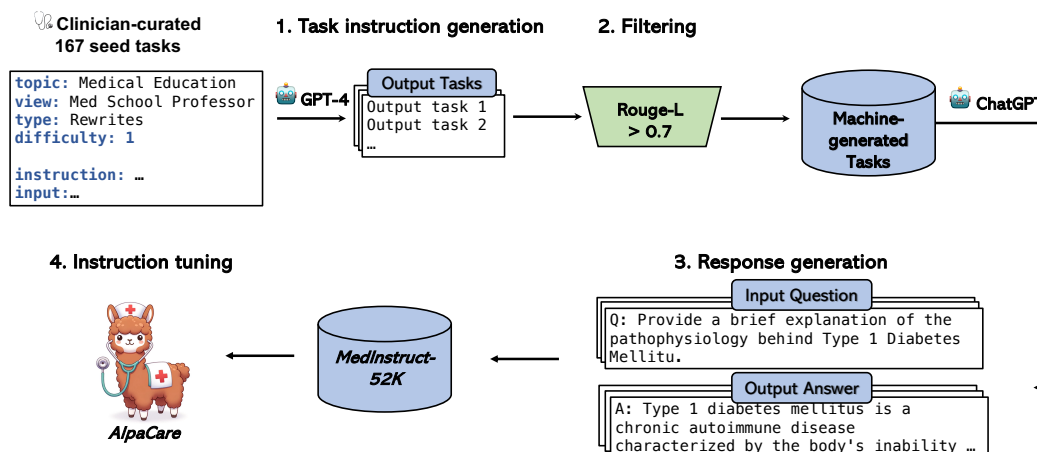 Clinician-curated
167 seed tasks
topic: Medical Education
view: Med School Professor
type: Rewrites
difficulty: 1
instruction: …
input:…
1. Task instruction generation
GPT-4
Output Tasks
Output task 1
Output task 2
…
2. Filtering
Rouge-L
> 0.7
Machine-
generated
Tasks
ChatGPT
3. Response generation
Input Question
Q: Provide a brief explanation of the
pathophysiology behind Type 1 Diabetes
Mellitu.
Output Answer
A: Type 1 diabetes mellitus is a
chronic autoimmune disease
characterized by the body's inability …
MedInstruct-
52K
4. Instruction tuning
AlpaCare